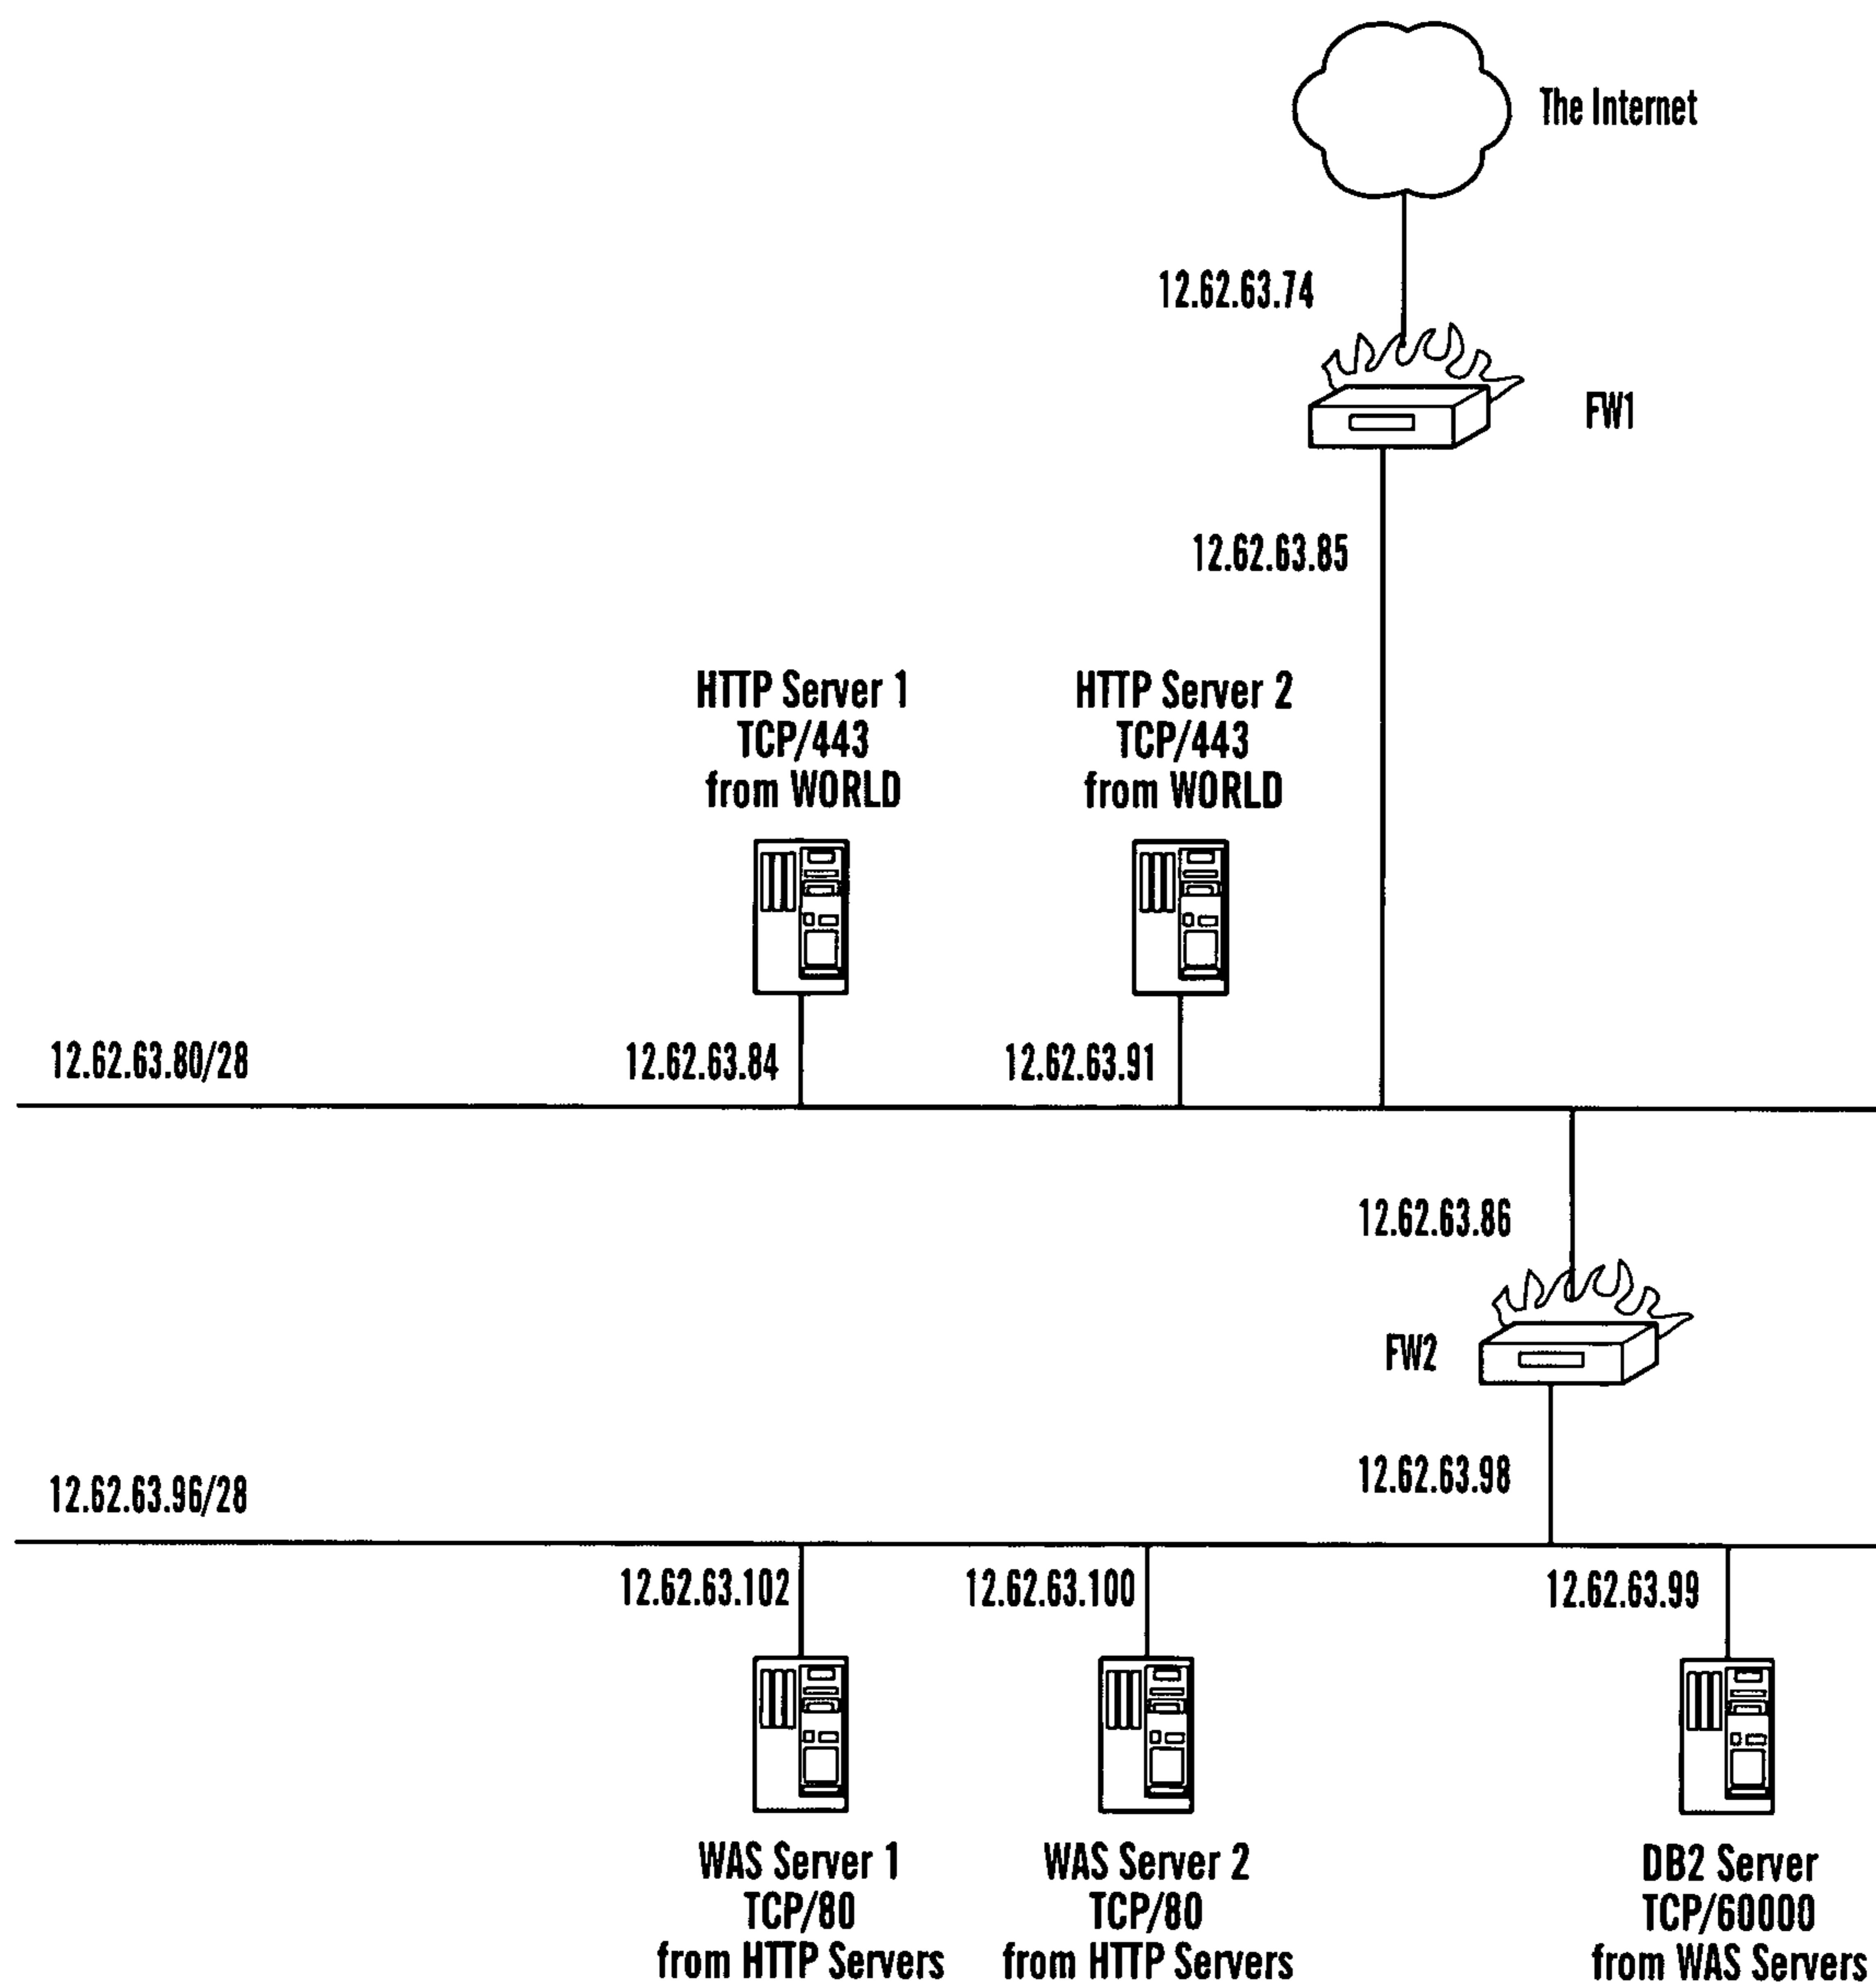 The Internet
12.62.63.74
FW1
12.62.63.85
HTTP Server 1
TCP/443
from WORLD
HTTP Server 2
TCP/443
from WORLD
12.62.63.80/28
12.62.63.84
12.62.63.91
12.62.63.86
FW2
12.62.63.98
12.62.63.96/28
12.62.63.102
12.62.63.100
12.62.63.99
WAS Server 1
TCP/80
from HTTP Servers
WAS Server 2
TCP/80
from HTTP Servers
DB2 Server
TCP/60000
from WAS Servers